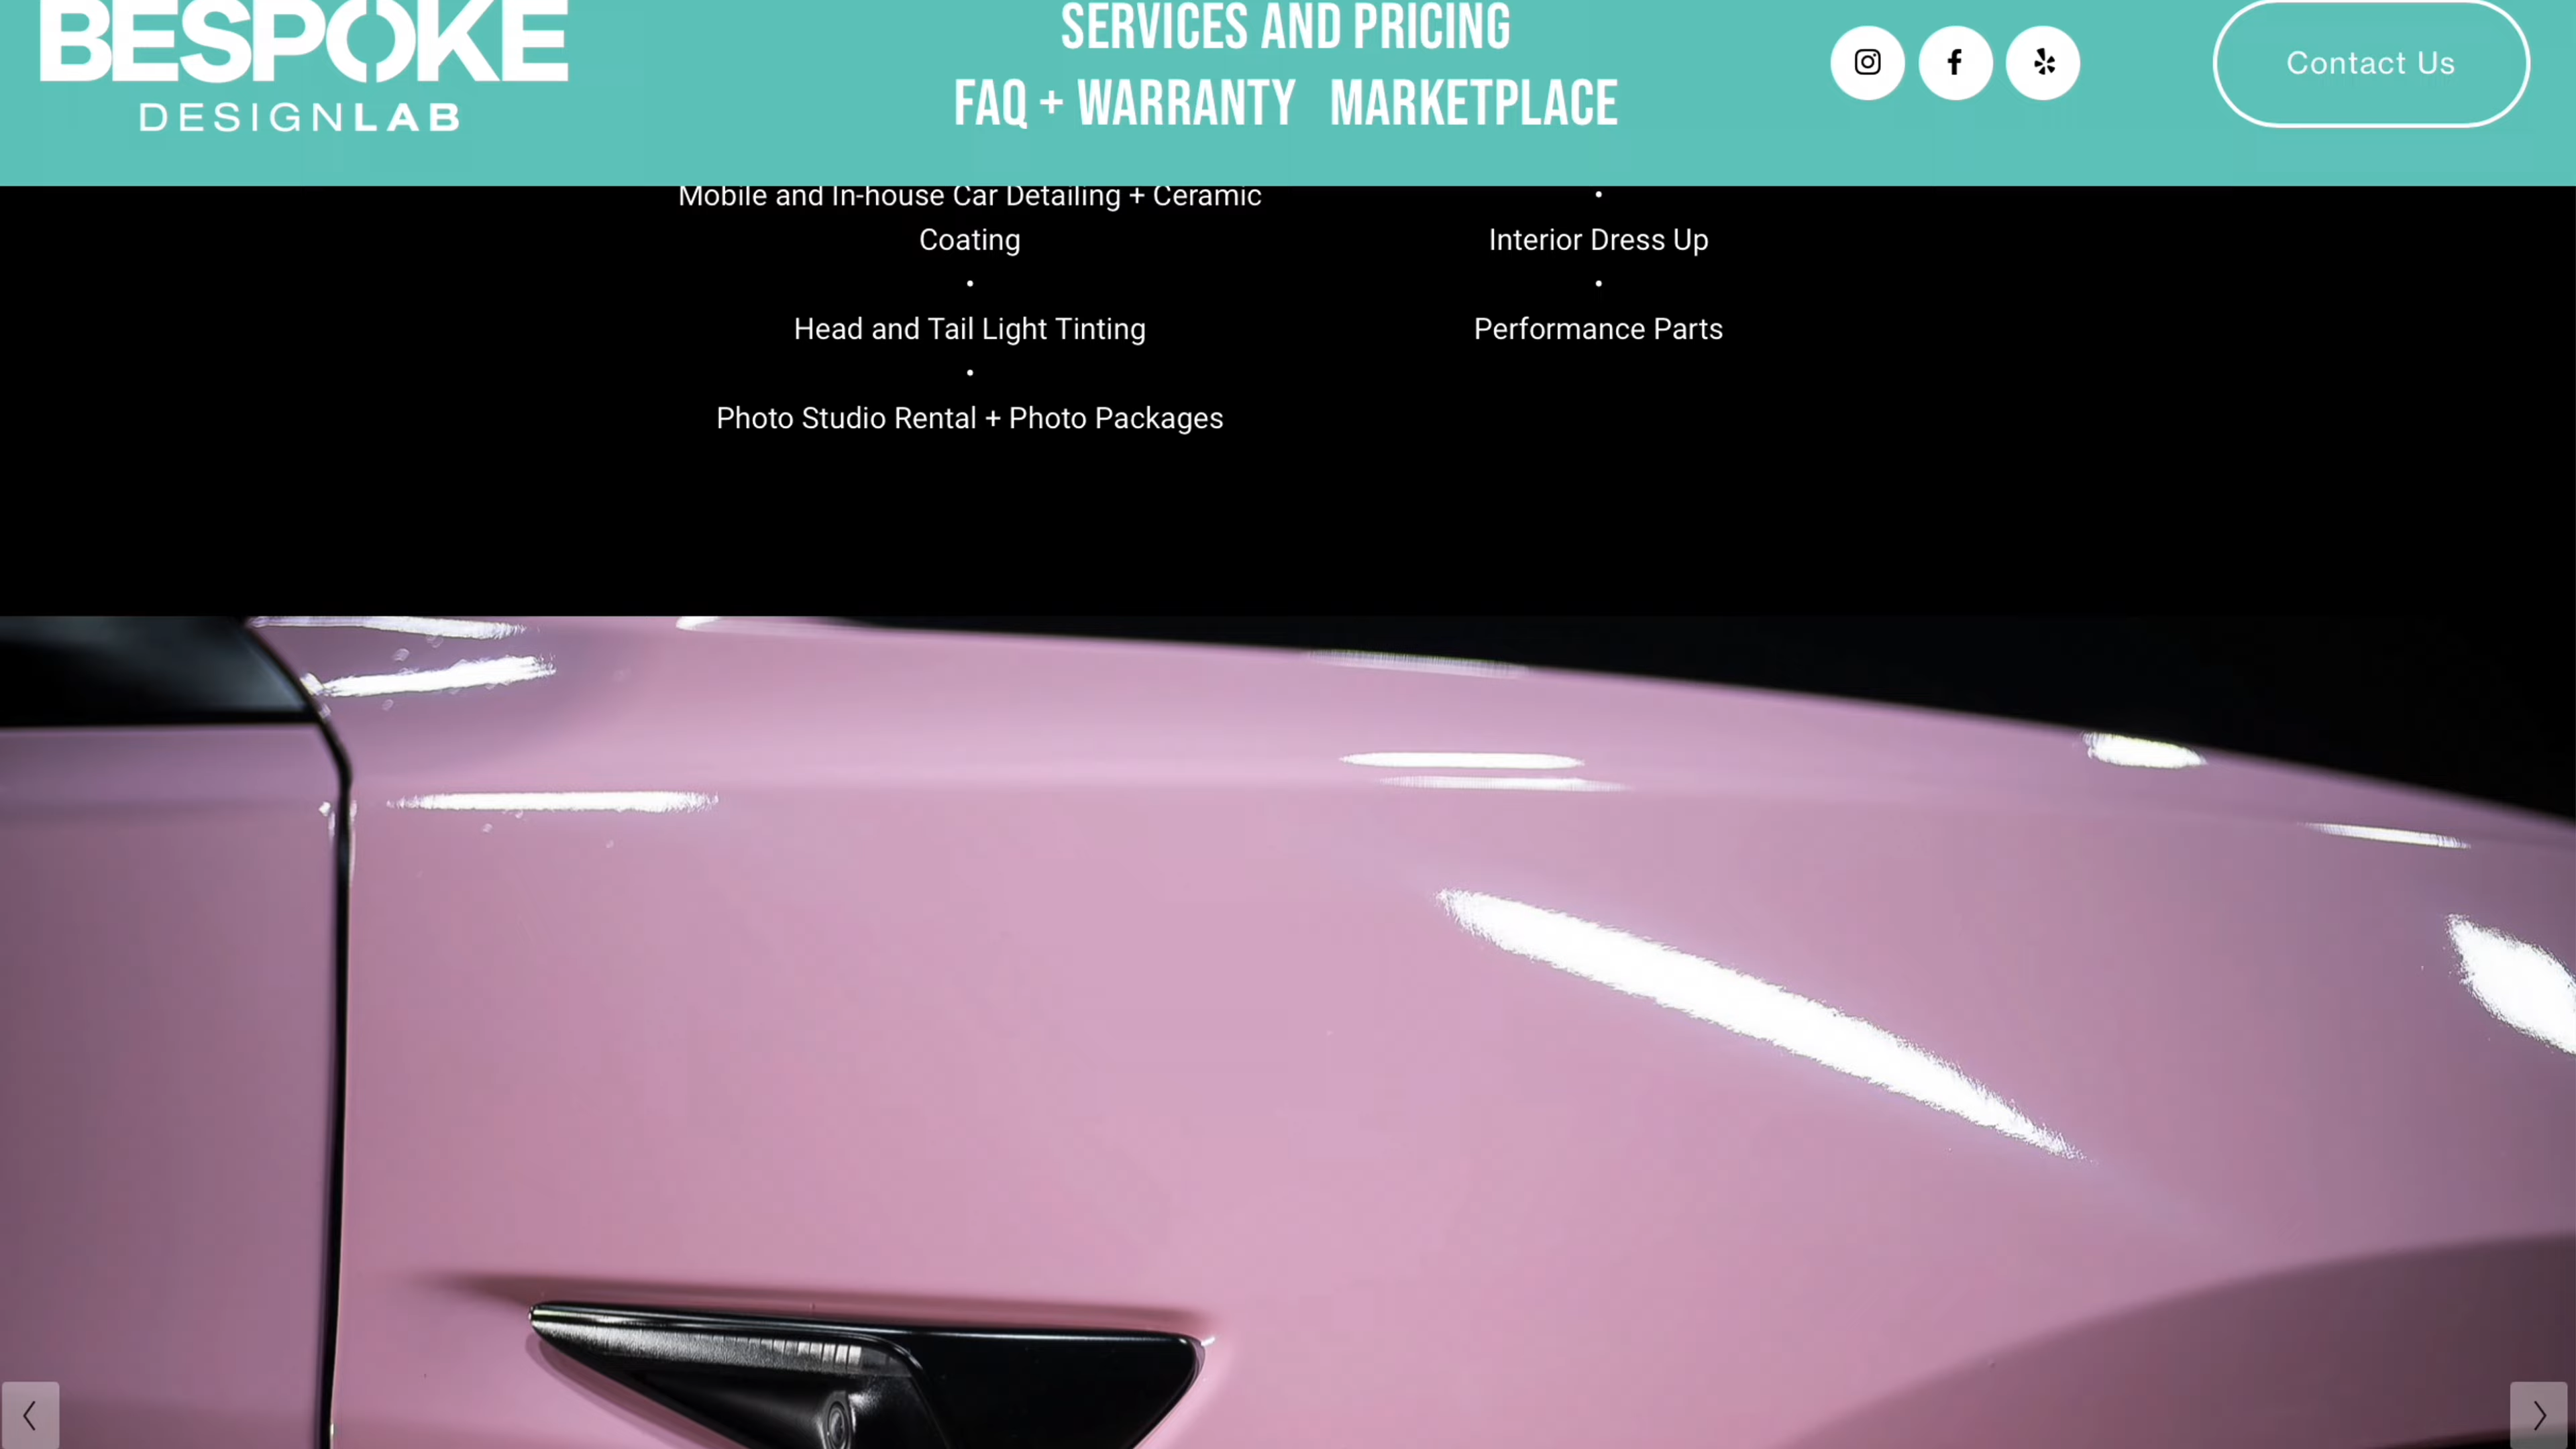 BESPOKE
DESIGNLAB
SERVICES AND PRICING
FAQ + WARRANTY MARKETPLACE
Contact Us
Mobile and In-house Car Detailing + Ceramic
Coating
•
Head and Tail Light Tinting
•
Photo Studio Rental + Photo Packages
•
Interior Dress Up
•
Performance Parts